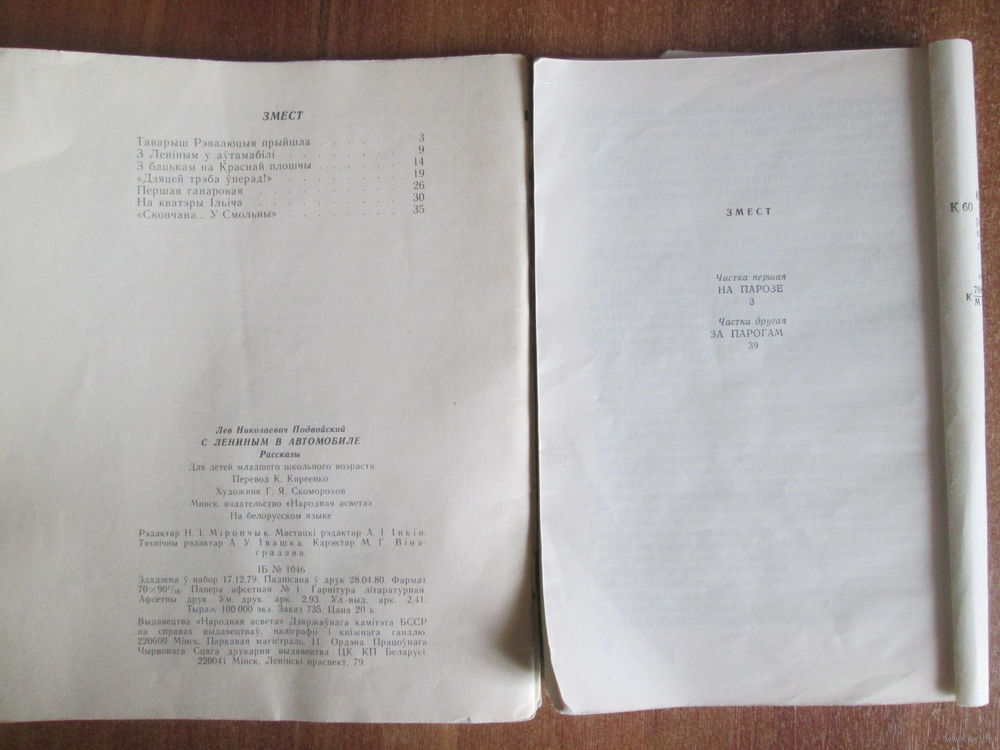 ЗМЕСТ
Таварыш Рэвалюцыя прыйшла . . . . . . 3
З Леніным у аўтамабілі . . . . . . . 9
З бацькам на Краснай плошчы . . . . . 14
«Дзяцей трэба ўперад!» . . . . . . . 19
Першая ганаровая . . . . . . . . . 26
На кватэры Ільіча . . . . . . . . . 30
«Скончана... У Смольны» . . . . . . . 35
Лев Николаевич Подвойский
С ЛЕНИНЫМ В АВТОМОБИЛЕ
Рассказы
Для детей младшего школьного возраста
Перевод К. Киреенко
Художник Г. Я. Скоморохов
Минск, издательство «Народная асвета»
На белорусском языке
Рэдактар Н. І. Мірончык. Мастацкі рэдактар А. І. Інкін.
Тэхнічны рэдактар А. У. Івашка. Карэктар М. Г. Віна-
градава.
ІБ № 1046
Здадзена ў набор 17.12.79. Падпісана ў друк 28.04.80. Фармат
70×90¹/₁₆. Папера афсетная № 1. Гарнітура літаратурная.
Афсетны друк. Ум. друк. арк. 2,93. Ул.-выд. арк. 2,41.
Тыраж 100 000 экз. Заказ 735. Цана 20 к.
Выдавецтва «Народная асвета» Дзяржаўнага камітэта БССР
па справах выдавецтваў, паліграфіі і кніжнага гандлю.
220600 Мінск, Паркавая магістраль, 11. Ордэна Працоўнага
Чырвонага Сцяга друкарня выдавецтва ЦК КП Беларусі.
220041 Мінск, Ленінскі праспект, 79.
ЗМЕСТ
Частка першая
НА ПАРОЗЕ
3
Частка другая
ЗА ПАРОГАМ
39
К 60
К